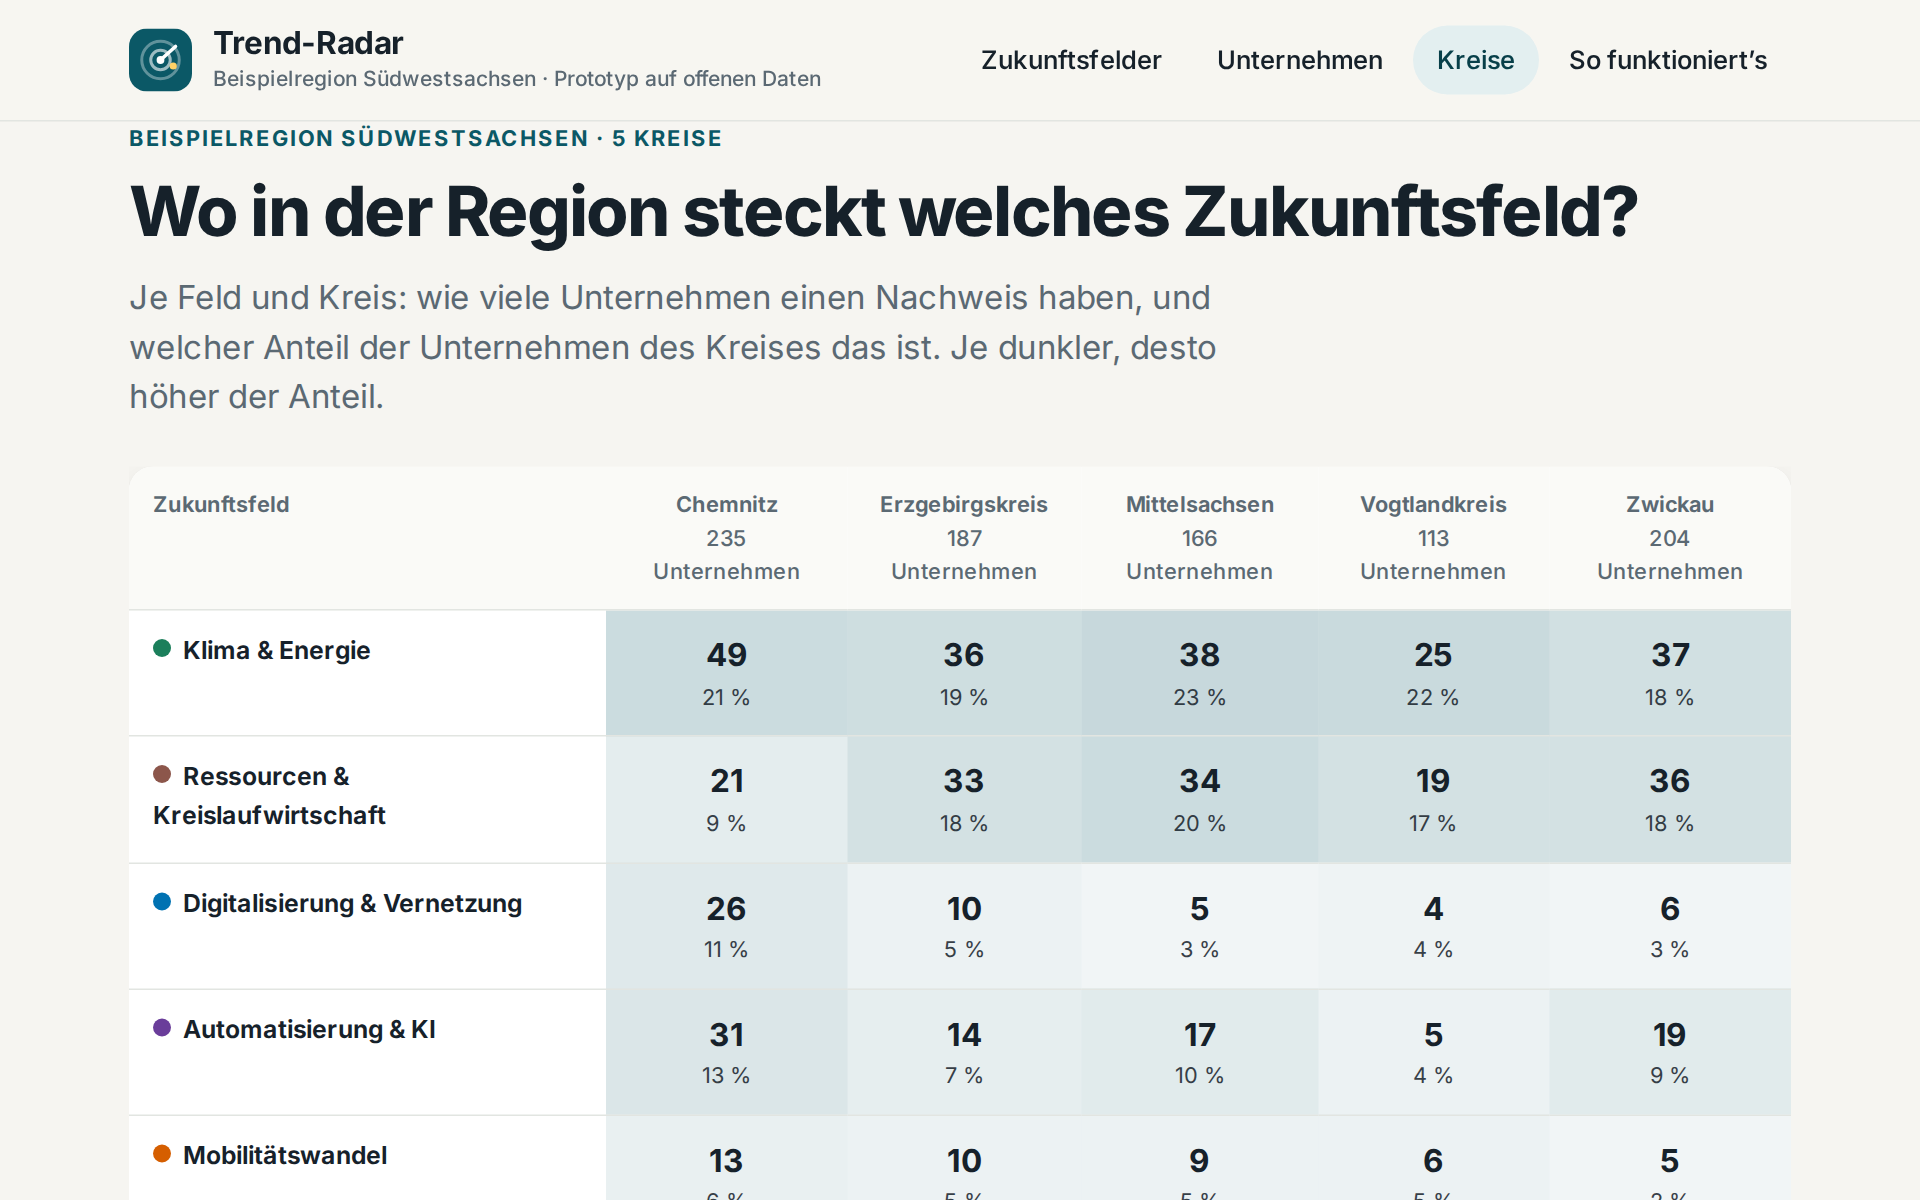 Trend-Radar
Beispielregion Südwestsachsen · Prototyp auf offenen Daten
Zukunftsfelder Unternehmen Kreise So funktioniert’s
BEISPIELREGION SÜDWESTSACHSEN · 5 KREISE
Wo in der Region steckt welches Zukunftsfeld?
Je Feld und Kreis: wie viele Unternehmen einen Nachweis haben, und
welcher Anteil der Unternehmen des Kreises das ist. Je dunkler, desto
höher der Anteil.
Zukunftsfeld Chemnitz Erzgebirgskreis Mittelsachsen Vogtlandkreis Zwickau
235 187 166 113 204
Unternehmen Unternehmen Unternehmen Unternehmen Unternehmen
Klima & Energie 49 36 38 25 37
21 % 19 % 23 % 22 % 18 %
Ressourcen & 21 33 34 19 36
Kreislaufwirtschaft 9 % 18 % 20 % 17 % 18 %
Digitalisierung & Vernetzung 26 10 5 4 6
11 % 5 % 3 % 4 % 3 %
Automatisierung & KI 31 14 17 5 19
13 % 7 % 10 % 4 % 9 %
Mobilitätswandel 13 10 9 6 5